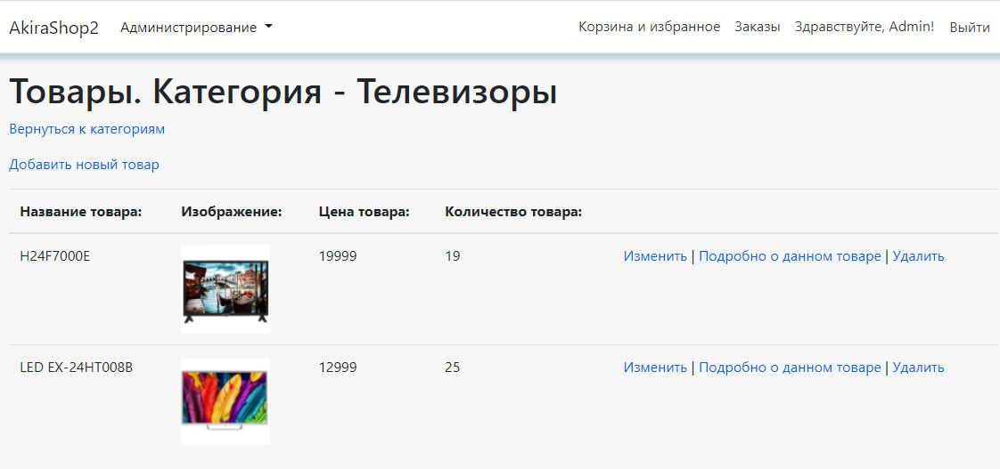 AkiraShop2 Администрирование Корзина и избранное Заказы Здравствуйте, Admin! Выйти
Товары. Категория - Телевизоры
Вернуться к категориям
Добавить новый товар
Название товара: Изображение: Цена товара: Количество товара:
H24F7000E 19999 19 Изменить | Подробно о данном товаре | Удалить
LED EX-24HT008B 12999 25 Изменить | Подробно о данном товаре | Удалить